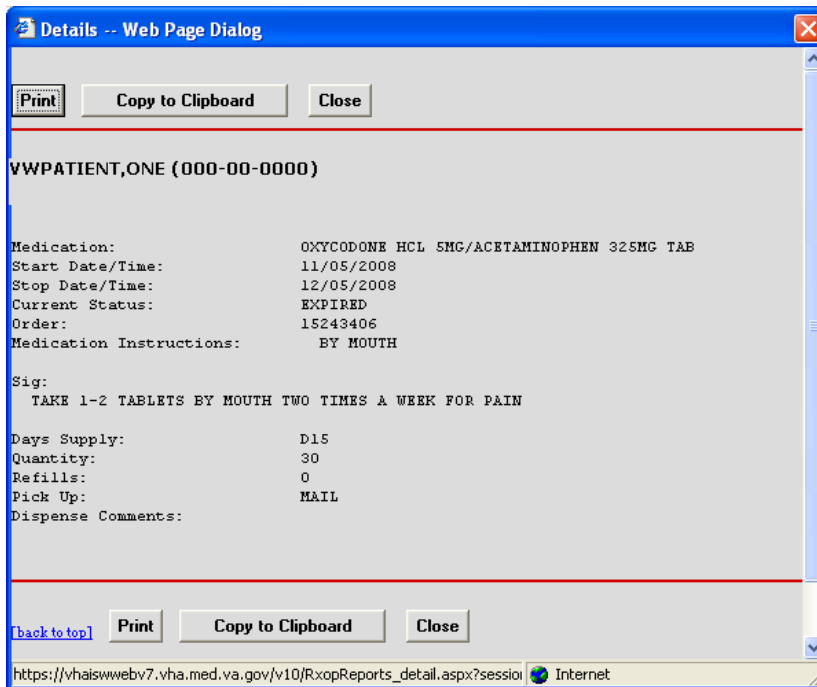 Details -- Web Page Dialog
Print Copy to Clipboard Close
VWPATIENT,ONE (000-00-0000)
Medication: OXYCODONE HCL 5MG/ACETAMINOPHEN 325MG TAB
Start Date/Time: 11/05/2008
Stop Date/Time: 12/05/2008
Current Status: EXPIRED
Order: 15243406
Medication Instructions: BY MOUTH
Sig:
TAKE 1-2 TABLETS BY MOUTH TWO TIMES A WEEK FOR PAIN
Days Supply: D15
Quantity: 30
Refills: 0
Pick Up: MAIL
Dispense Comments:
[back to top] Print Copy to Clipboard Close
https://vhaiswwebv7.vha.med.va.gov/v10/RxopReports_detail.aspx?sessio Internet